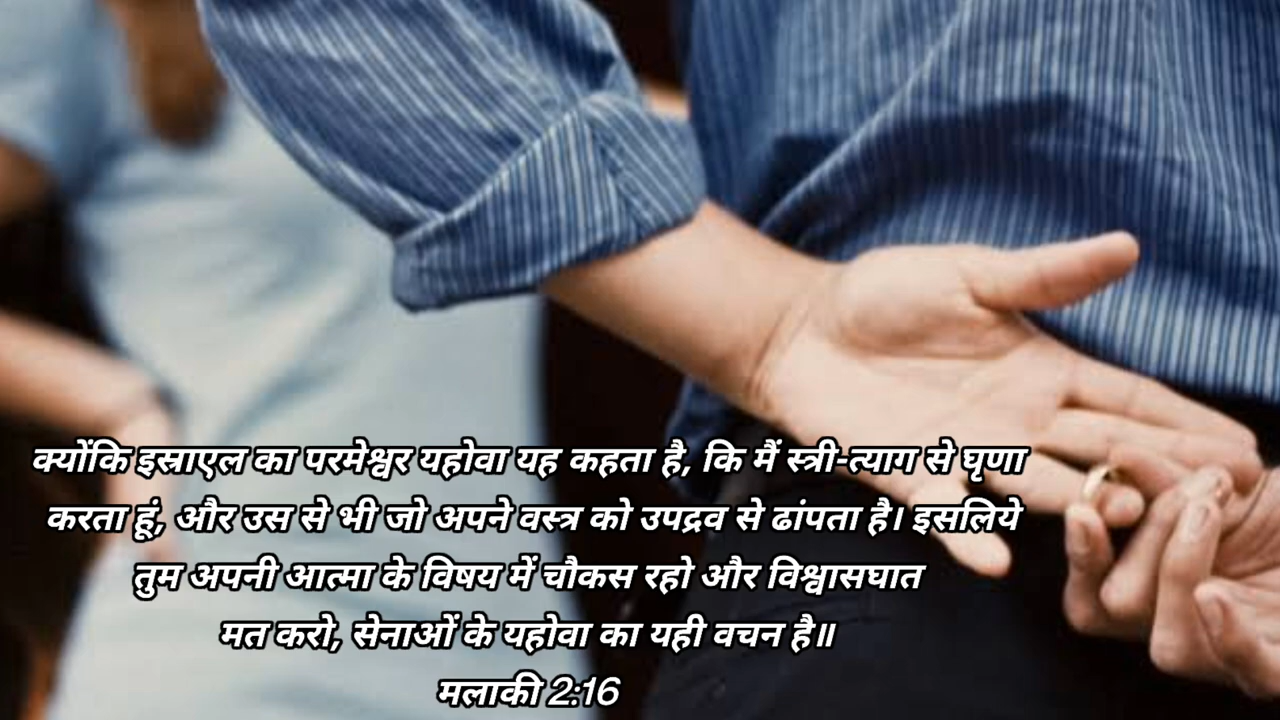 क्योंकि इस्राएल का परमेश्वर यहोवा यह कहता है, कि मैं स्त्री-त्याग से घृणा
करता हूं, और उस से भी जो अपने वस्त्र को उपद्रव से ढांपता है। इसलिये
तुम अपनी आत्मा के विषय में चौकस रहो और विश्वासघात
मत करो, सेनाओं के यहोवा का यही वचन है॥
मलाकी 2:16